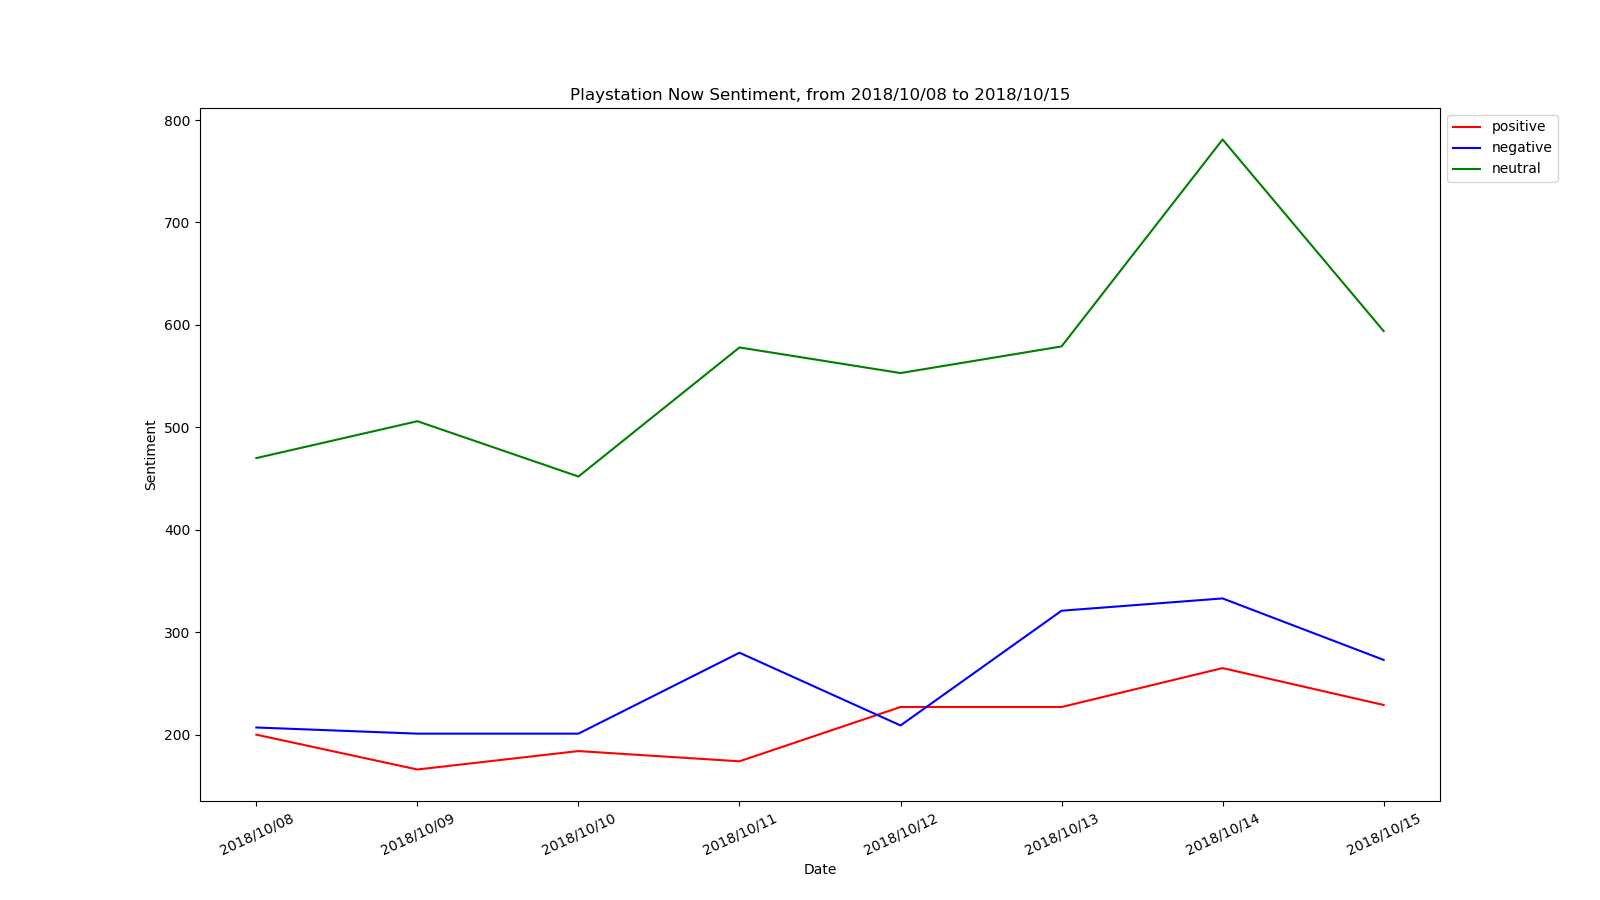 Playstation Now Sentiment, from 2018/10/08 to 2018/10/15
positive
negative
neutral
800
700
600
500
400
300
200
Sentiment
2018/10/08
2018/10/09
2018/10/10
2018/10/11
2018/10/12
2018/10/13
2018/10/14
2018/10/15
Date